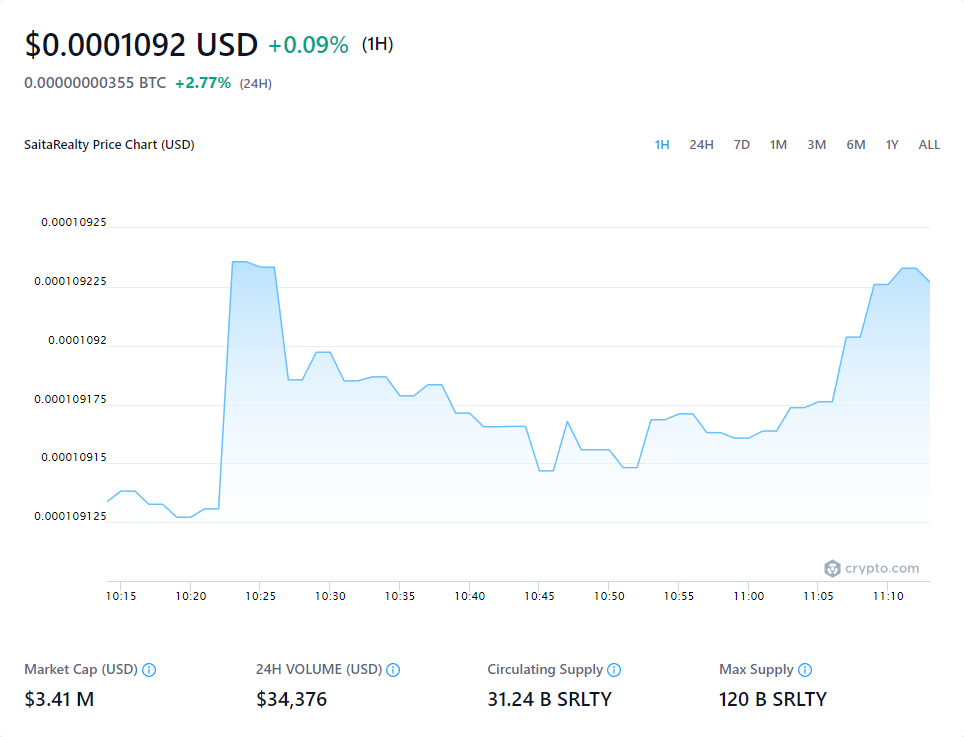 $0.0001092 USD +0.09% (1H)
0.00000000355 BTC +2.77% (24H)
SaitaRealty Price Chart (USD) 1H 24H 7D 1M 3M 6M 1Y ALL
0.00010925
0.000109225
0.0001092
0.000109175
0.00010915
0.000109125
crypto.com
10:15 10:20 10:25 10:30 10:35 10:40 10:45 10:50 10:55 11:00 11:05 11:10
Market Cap (USD) 24H VOLUME (USD) Circulating Supply Max Supply
$3.41 M $34,376 31.24 B SRLTY 120 B SRLTY